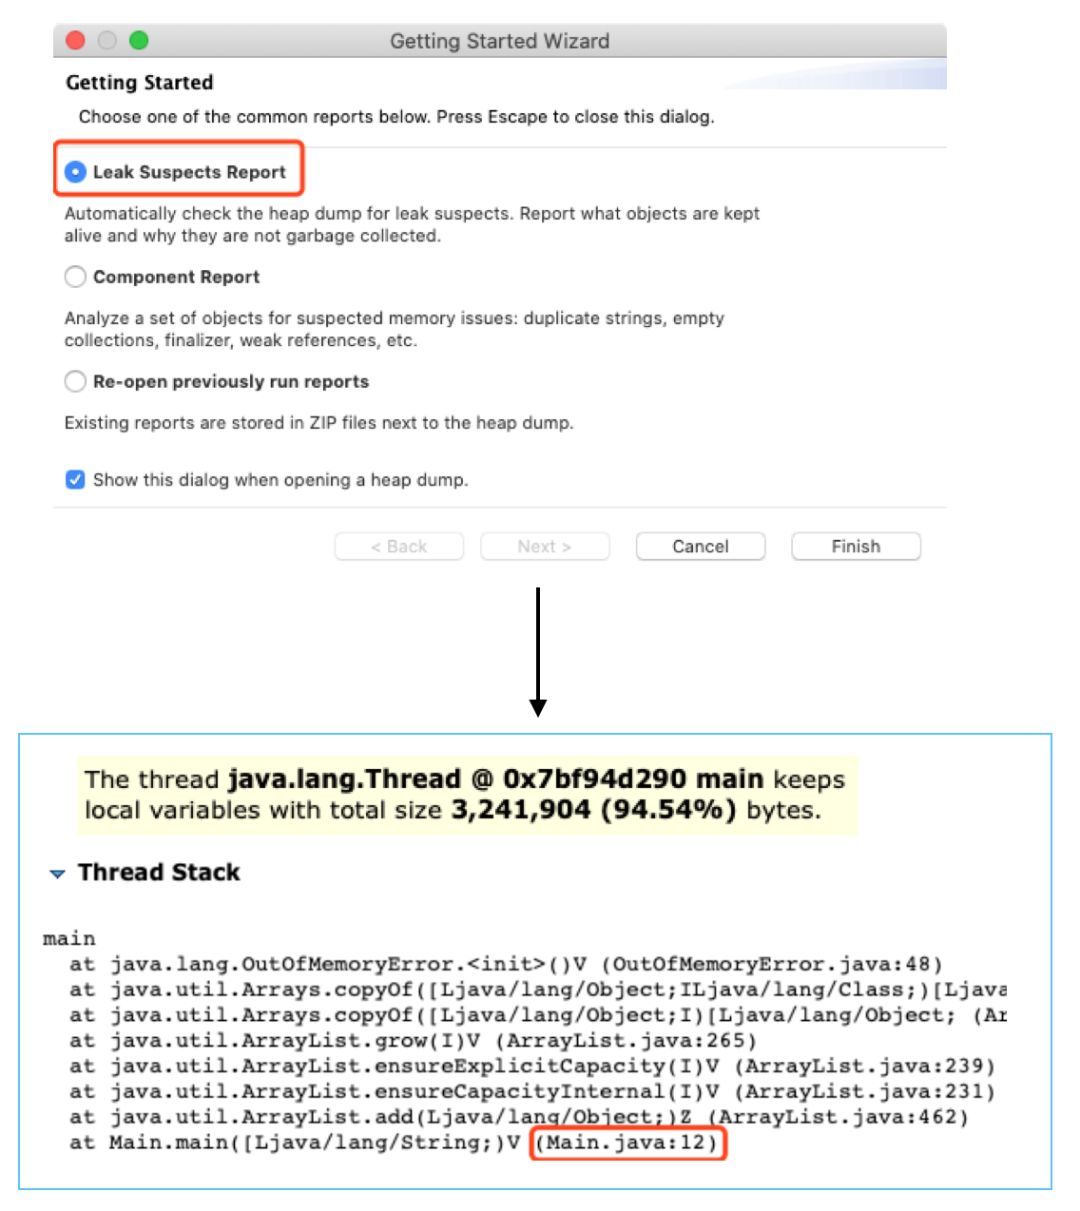 Getting Started Wizard
Getting Started
Choose one of the common reports below. Press Escape to close this dialog.
Leak Suspects Report
Automatically check the heap dump for leak suspects. Report what objects are kept
alive and why they are not garbage collected.
Component Report
Analyze a set of objects for suspected memory issues: duplicate strings, empty
collections, finalizer, weak references, etc.
Re-open previously run reports
Existing reports are stored in ZIP files next to the heap dump.
Show this dialog when opening a heap dump.
< Back Next > Cancel Finish
The thread java.lang.Thread @ 0x7bf94d290 main keeps
local variables with total size 3,241,904 (94.54%) bytes.
Thread Stack
main
at java.lang.OutOfMemoryError.<init>()V (OutOfMemoryError.java:48)
at java.util.Arrays.copyOf([Ljava/lang/Object;ILjava/lang/Class;)[Ljava
at java.util.Arrays.copyOf([Ljava/lang/Object;I)[Ljava/lang/Object; (Ar
at java.util.ArrayList.grow(I)V (ArrayList.java:265)
at java.util.ArrayList.ensureExplicitCapacity(I)V (ArrayList.java:239)
at java.util.ArrayList.ensureCapacityInternal(I)V (ArrayList.java:231)
at java.util.ArrayList.add(Ljava/lang/Object;)Z (ArrayList.java:462)
at Main.main([Ljava/lang/String;)V (Main.java:12)